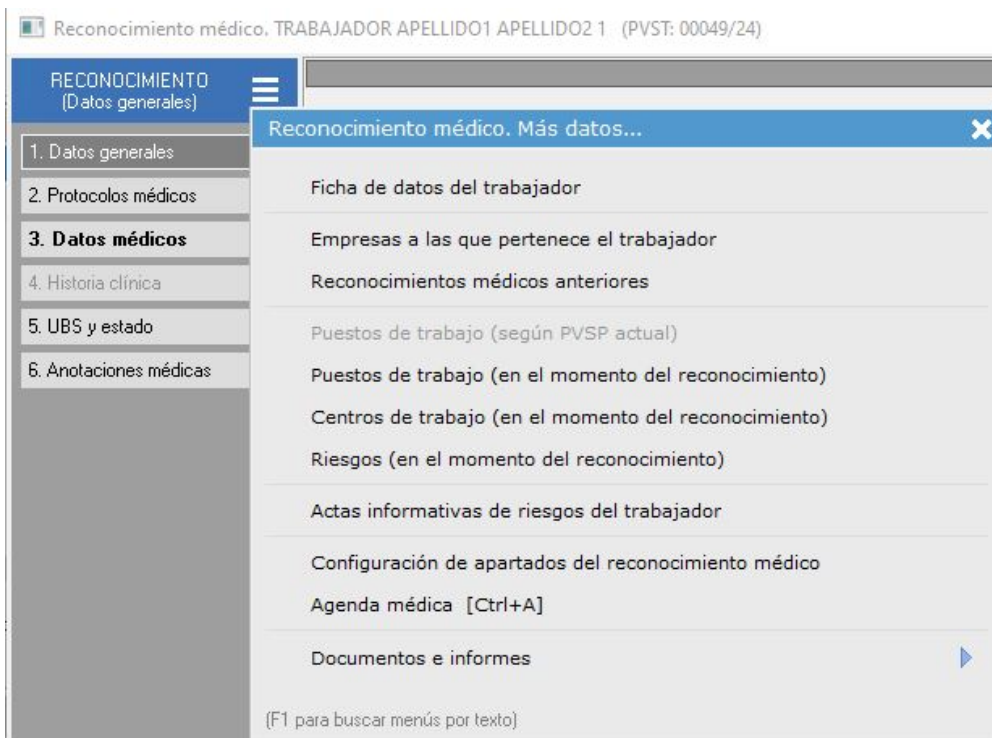 Reconocimiento médico. TRABAJADOR APELLIDO1 APELLIDO2 1 (PVST: 00049/24)
RECONOCIMIENTO
(Datos generales)
1. Datos generales
2. Protocolos médicos
3. Datos médicos
4. Historia clínica
5. UBS y estado
6. Anotaciones médicas
Reconocimiento médico. Más datos...
Ficha de datos del trabajador
Empresas a las que pertenece el trabajador
Reconocimientos médicos anteriores
Puestos de trabajo (según PVSP actual)
Puestos de trabajo (en el momento del reconocimiento)
Centros de trabajo (en el momento del reconocimiento)
Riesgos (en el momento del reconocimiento)
Actas informativas de riesgos del trabajador
Configuración de apartados del reconocimiento médico
Agenda médica [Ctrl+A]
Documentos e informes
(F1 para buscar menús por texto)